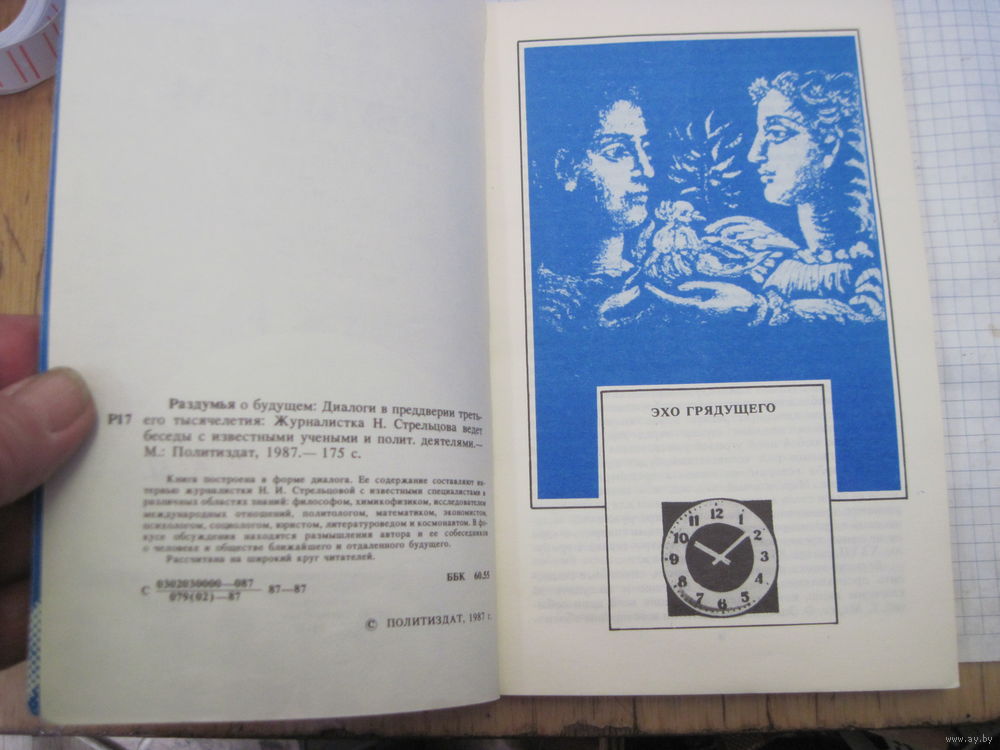 Раздумья о будущем: Диалоги в преддверии треть-
Р17 его тысячелетия: Журналистка Н. Стрельцова ведет
беседы с известными учеными и полит. деятелями.—
М.: Политиздат, 1987.— 175 с.
Книга построена в форме диалога. Ее содержание составляют ин-
тервью журналистки Н. И. Стрельцовой с известными специалистами в
различных областях знаний: философом, химикофизиком, исследователем
международных отношений, политологом, математиком, экономистом,
психологом, социологом, юристом, литературоведом и космонавтом. В фо-
кусе обсуждения находятся размышления автора и ее собеседников
о человеке и обществе ближайшего и отдаленного будущего.
Рассчитана на широкий круг читателей.
С 0302030000—087
079(02)—87 87—87
ББК 60.55
© ПОЛИТИЗДАТ, 1987 г.
ЭХО ГРЯДУЩЕГО
12
11 1
10 2
9 3
8 4
7 5
6
www.ay.by